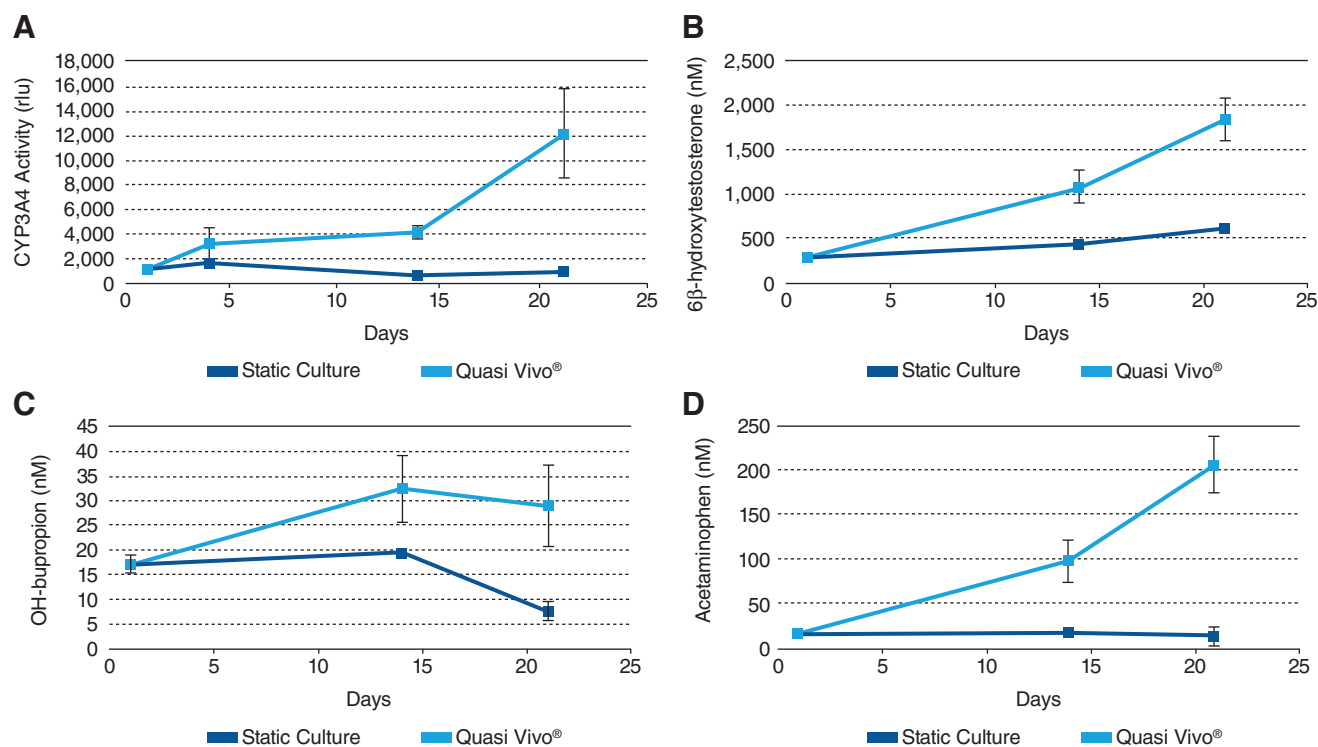 A
CYP3A4 Activity (rlu)
18,000
16,000
14,000
12,000
10,000
8,000
6,000
4,000
2,000
0
0 5 10 15 20 25
Days
Static Culture Quasi Vivo®
B
6β-hydroxytestosterone (nM)
2,500
2,000
1,500
1,000
500
0
0 5 10 15 20 25
Days
Static Culture Quasi Vivo®
C
OH-bupropion (nM)
45
40
35
30
25
20
15
10
5
0
0 5 10 15 20 25
Days
Static Culture Quasi Vivo®
D
Acetaminophen (nM)
250
200
150
100
50
0
0 5 10 15 20 25
Days
Static Culture Quasi Vivo®